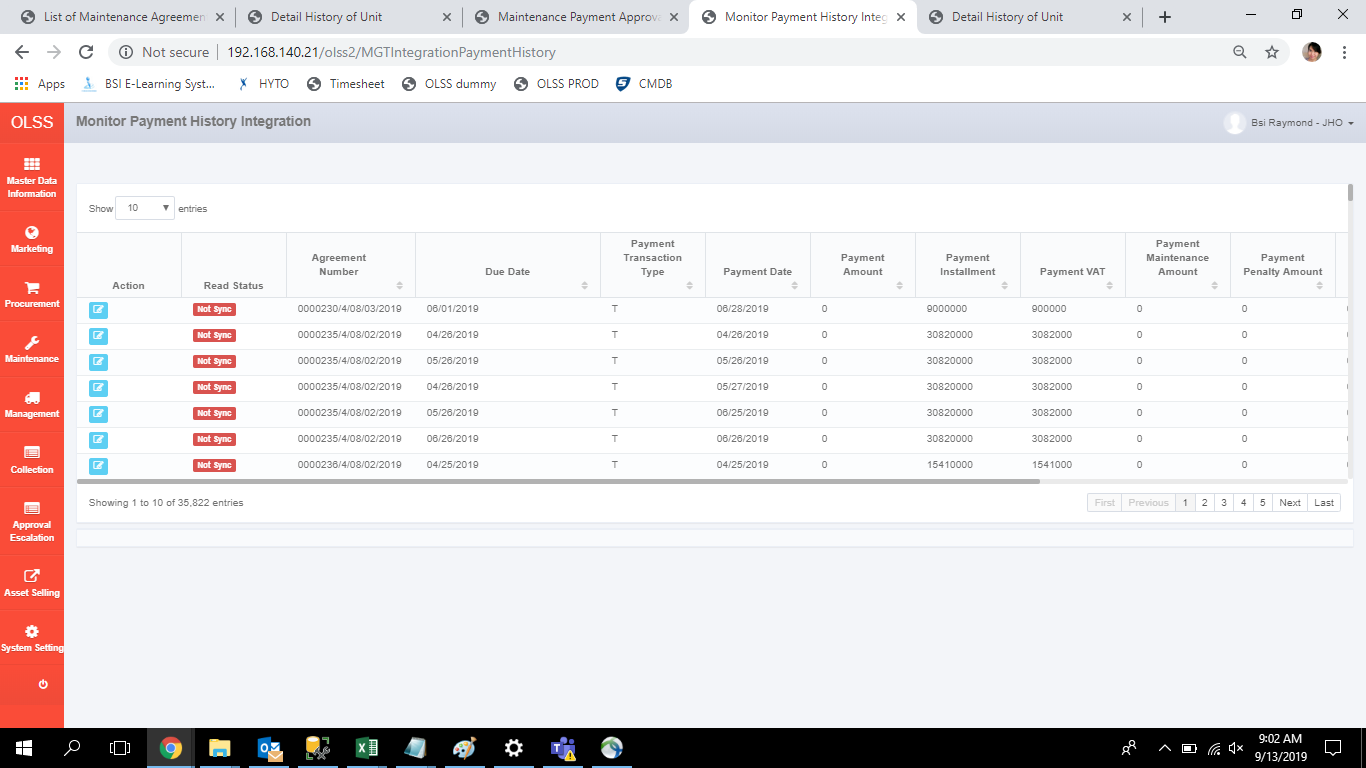 List of Maintenance Agreemen
Detail History of Unit
Maintenance Payment Approva
Monitor Payment History Integ
Detail History of Unit
Not secure | 192.168.140.21/olss2/MGTIntegrationPaymentHistory
Apps BSI E-Learning Syst... HYTO Timesheet OLSS dummy OLSS PROD CMDB
OLSS
Monitor Payment History Integration
Bsi Raymond - JHO
Master Data
Information
Marketing
Procurement
Maintenance
Management
Collection
Approval
Escalation
Asset Selling
System Setting
Show 10 entries
Action
Read Status
Agreement
Number
Due Date
Payment
Transaction
Type
Payment Date
Payment
Amount
Payment
Installment
Payment VAT
Payment
Maintenance
Amount
Payment
Penalty Amount
Not Sync 0000230/4/08/03/2019 06/01/2019 T 06/28/2019 0 9000000 900000 0 0
Not Sync 0000235/4/08/02/2019 04/26/2019 T 04/26/2019 0 30820000 3082000 0 0
Not Sync 0000235/4/08/02/2019 05/26/2019 T 05/26/2019 0 30820000 3082000 0 0
Not Sync 0000235/4/08/02/2019 04/26/2019 T 05/27/2019 0 30820000 3082000 0 0
Not Sync 0000235/4/08/02/2019 05/26/2019 T 06/25/2019 0 30820000 3082000 0 0
Not Sync 0000235/4/08/02/2019 06/26/2019 T 06/26/2019 0 30820000 3082000 0 0
Not Sync 0000236/4/08/02/2019 04/25/2019 T 04/25/2019 0 15410000 1541000 0 0
Showing 1 to 10 of 35,822 entries
First Previous 1 2 3 4 5 Next Last
9:02 AM
9/13/2019